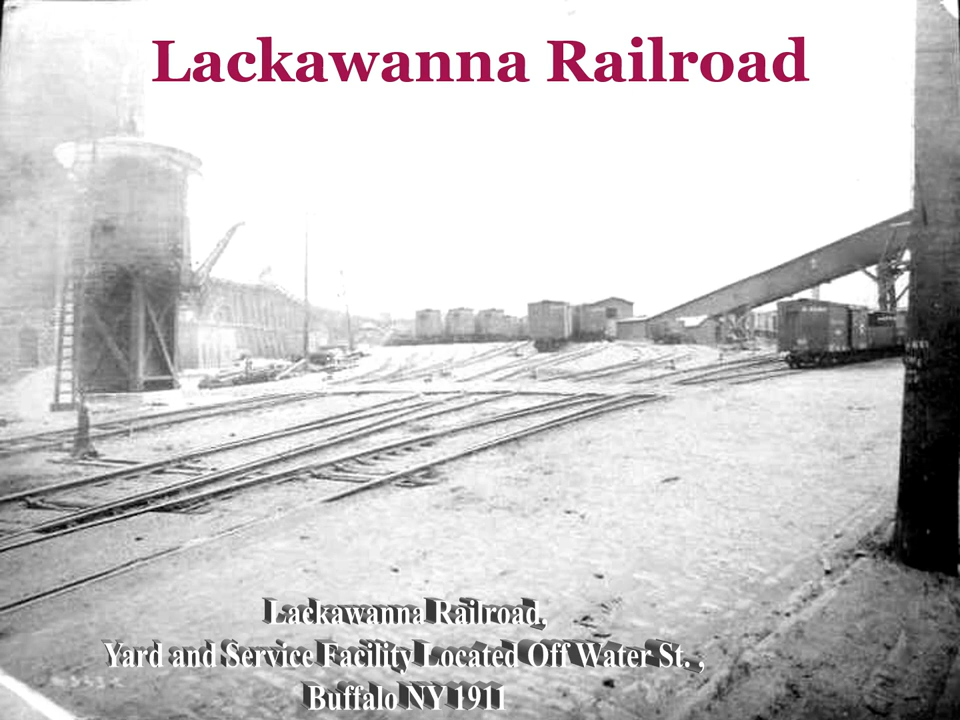 Lackawanna Railroad
Lackawanna Railroad,
Yard and Service Facility Located Off Water St. ,
Buffalo NY 1911